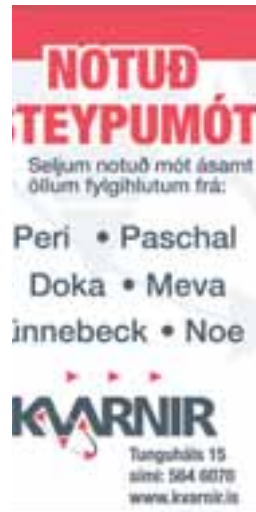 NOTUÐ
STEYPUMÓT
Seljum notuð mót ásamt
öllum fylgihlutum frá:
Peri • Paschal
Doka • Meva
ünnebeck • Noe
KVARNIR
Tunguháls 15
sími: 564 6070
www.kvarnir.is